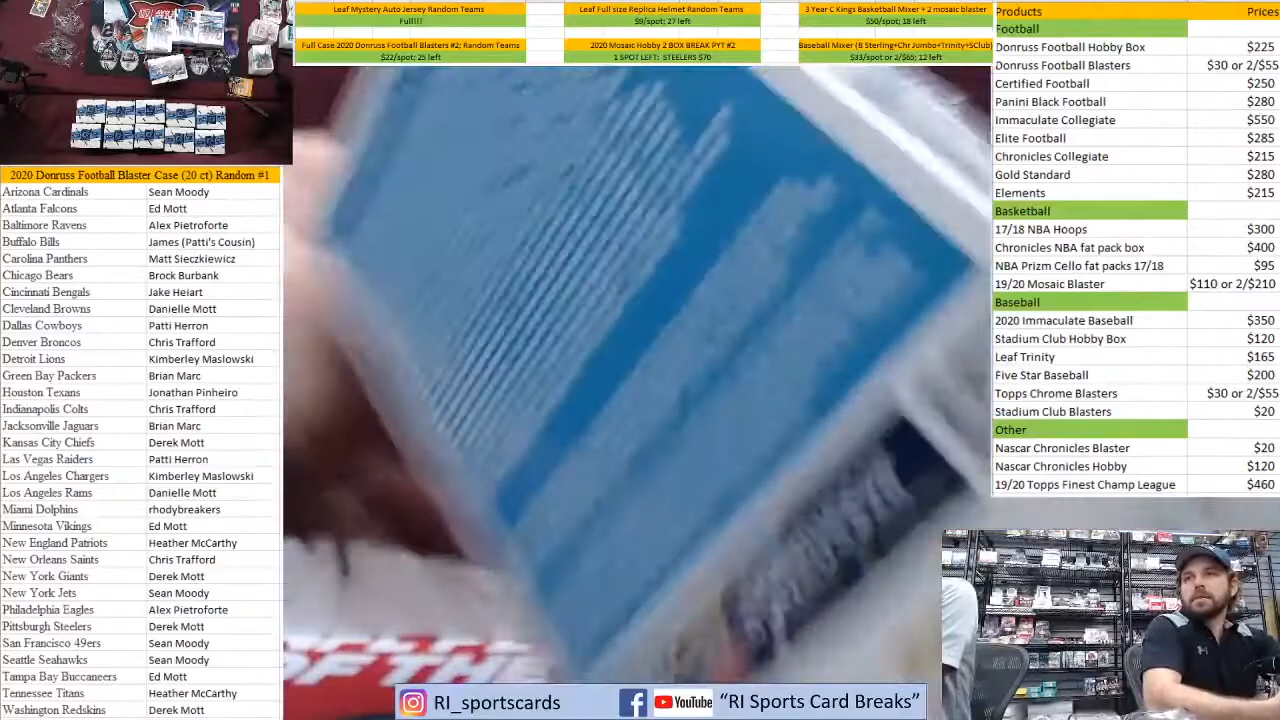 Leaf Mystery Auto Jersey Random Teams
Full!!!
Leaf Full size Replica Helmet Random Teams
$9/spot; 27 left
3 Year C Kings Basketball Mixer + 2 mosaic blaster
$50/spot; 18 left
Full Case 2020 Donruss Football Blasters #2; Random Teams
$22/spot; 25 left
2020 Mosaic Hobby 2 BOX BREAK PYT #2
1 SPOT LEFT: STEELERS $70
Baseball Mixer (B Sterling+Chr Jumbo+Trinity+SClub)
$33/spot or 2/$65; 12 left
2020 Donruss Football Blaster Case (20 ct) Random #1
Arizona Cardinals Sean Moody
Atlanta Falcons Ed Mott
Baltimore Ravens Alex Pietroforte
Buffalo Bills James (Patti's Cousin)
Carolina Panthers Matt Sieczkiewicz
Chicago Bears Brock Burbank
Cincinnati Bengals Jake Heiart
Cleveland Browns Danielle Mott
Dallas Cowboys Patti Herron
Denver Broncos Chris Trafford
Detroit Lions Kimberley Maslowski
Green Bay Packers Brian Marc
Houston Texans Jonathan Pinheiro
Indianapolis Colts Chris Trafford
Jacksonville Jaguars Brian Marc
Kansas City Chiefs Derek Mott
Las Vegas Raiders Patti Herron
Los Angeles Chargers Kimberley Maslowski
Los Angeles Rams Danielle Mott
Miami Dolphins rhodybreakers
Minnesota Vikings Ed Mott
New England Patriots Heather McCarthy
New Orleans Saints Chris Trafford
New York Giants Derek Mott
New York Jets Sean Moody
Philadelphia Eagles Alex Pietroforte
Pittsburgh Steelers Derek Mott
San Francisco 49ers Sean Moody
Seattle Seahawks Sean Moody
Tampa Bay Buccaneers Ed Mott
Tennessee Titans Heather McCarthy
Washington Redskins Derek Mott
Products Prices
Football
Donruss Football Hobby Box $225
Donruss Football Blasters $30 or 2/$55
Certified Football $250
Panini Black Football $280
Immaculate Collegiate $550
Elite Football $285
Chronicles Collegiate $215
Gold Standard $280
Elements $215
Basketball
17/18 NBA Hoops $300
Chronicles NBA fat pack box $400
NBA Prizm Cello fat packs 17/18 $95
19/20 Mosaic Blaster $110 or 2/$210
Baseball
2020 Immaculate Baseball $350
Stadium Club Hobby Box $120
Leaf Trinity $165
Five Star Baseball $200
Topps Chrome Blasters $30 or 2/$55
Stadium Club Blasters $20
Other
Nascar Chronicles Blaster $20
Nascar Chronicles Hobby $120
19/20 Topps Finest Champ League $460
RI_sportscards
YouTube
"RI Sports Card Breaks"